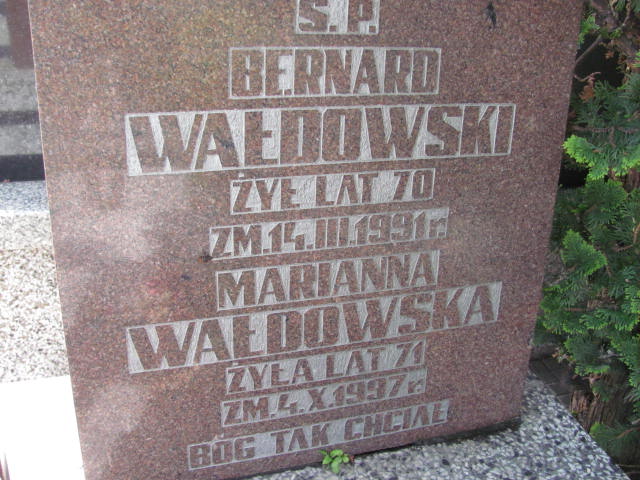 Ś. P.
BERNARD
WAŁDOWSKI
ŻYŁ LAT 70
ZM. 14. III. 1991 r.
MARIANNA
WAŁDOWSKA
ŻYŁA LAT 71
ZM. 4. X. 1997 r.
BÓG TAK CHCIAŁ